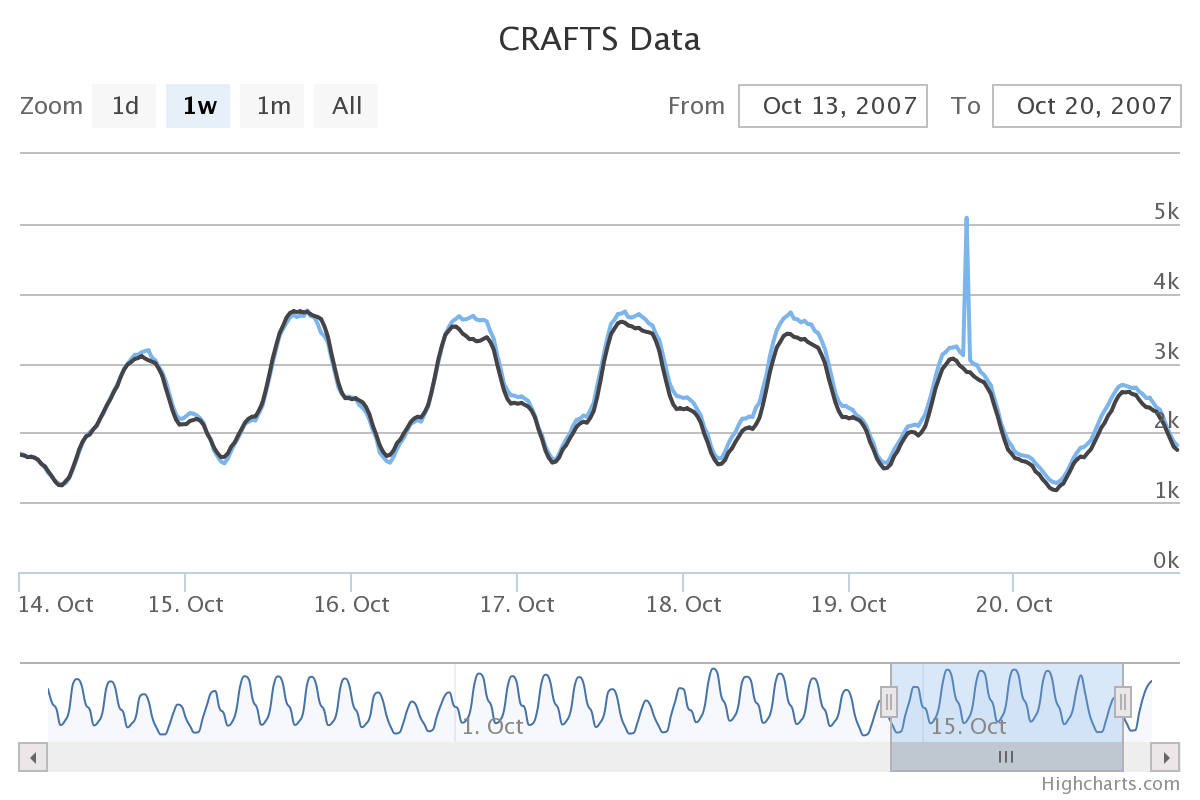 CRAFTS Data
Zoom 1d 1w 1m All From Oct 13, 2007 To Oct 20, 2007
5k
4k
3k
2k
1k
0k
14. Oct 15. Oct 16. Oct 17. Oct 18. Oct 19. Oct 20. Oct
1. Oct 15. Oct
Highcharts.com